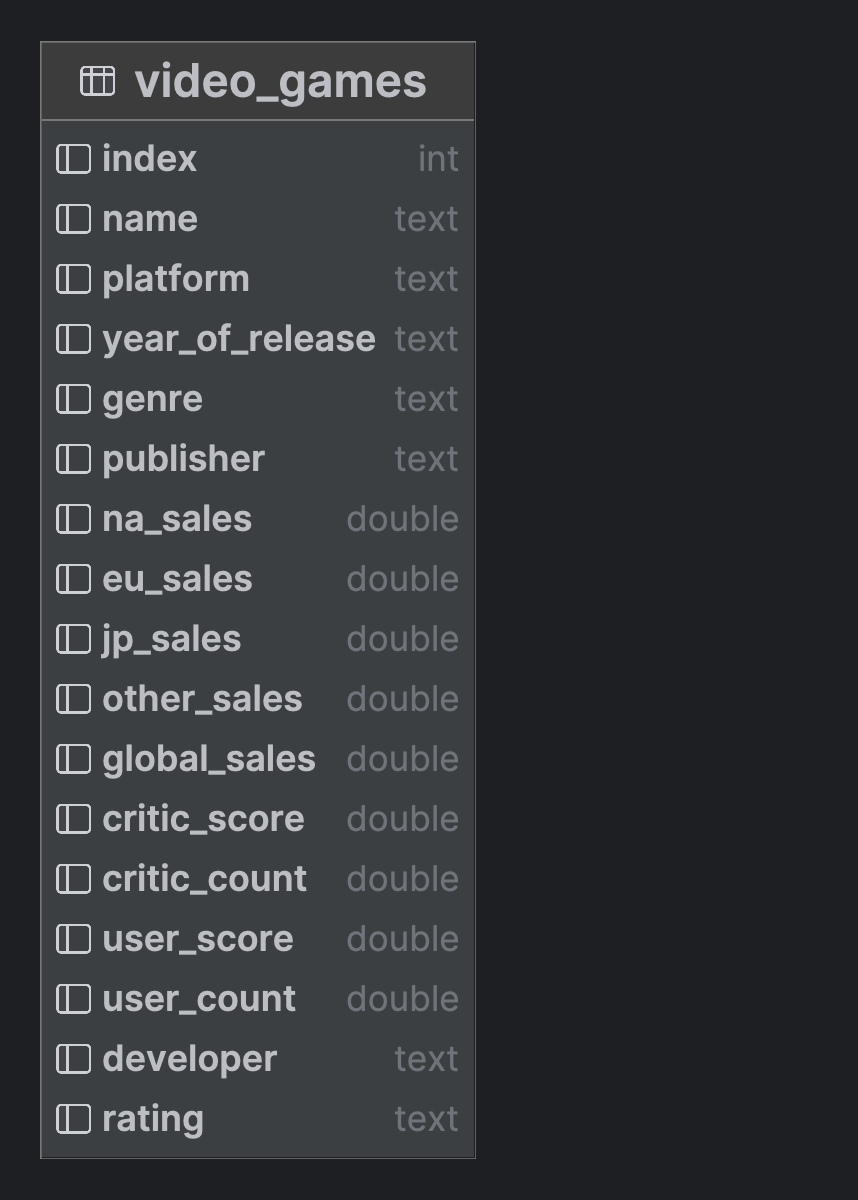 video_games
index int
name text
platform text
year_of_release text
genre text
publisher text
na_sales double
eu_sales double
jp_sales double
other_sales double
global_sales double
critic_score double
critic_count double
user_score double
user_count double
developer text
rating text